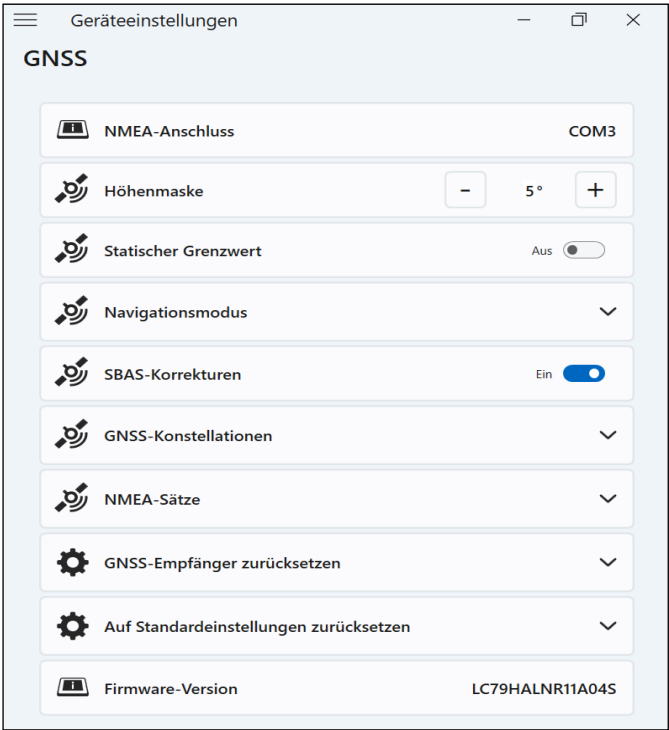 Geräteeinstellungen
GNSS
NMEA-Anschluss COM3
Höhenmaske - 5° +
Statischer Grenzwert Aus
Navigationsmodus
SBAS-Korrekturen Ein
GNSS-Konstellationen
NMEA-Sätze
GNSS-Empfänger zurücksetzen
Auf Standardeinstellungen zurücksetzen
Firmware-Version LC79HALNR11A04S